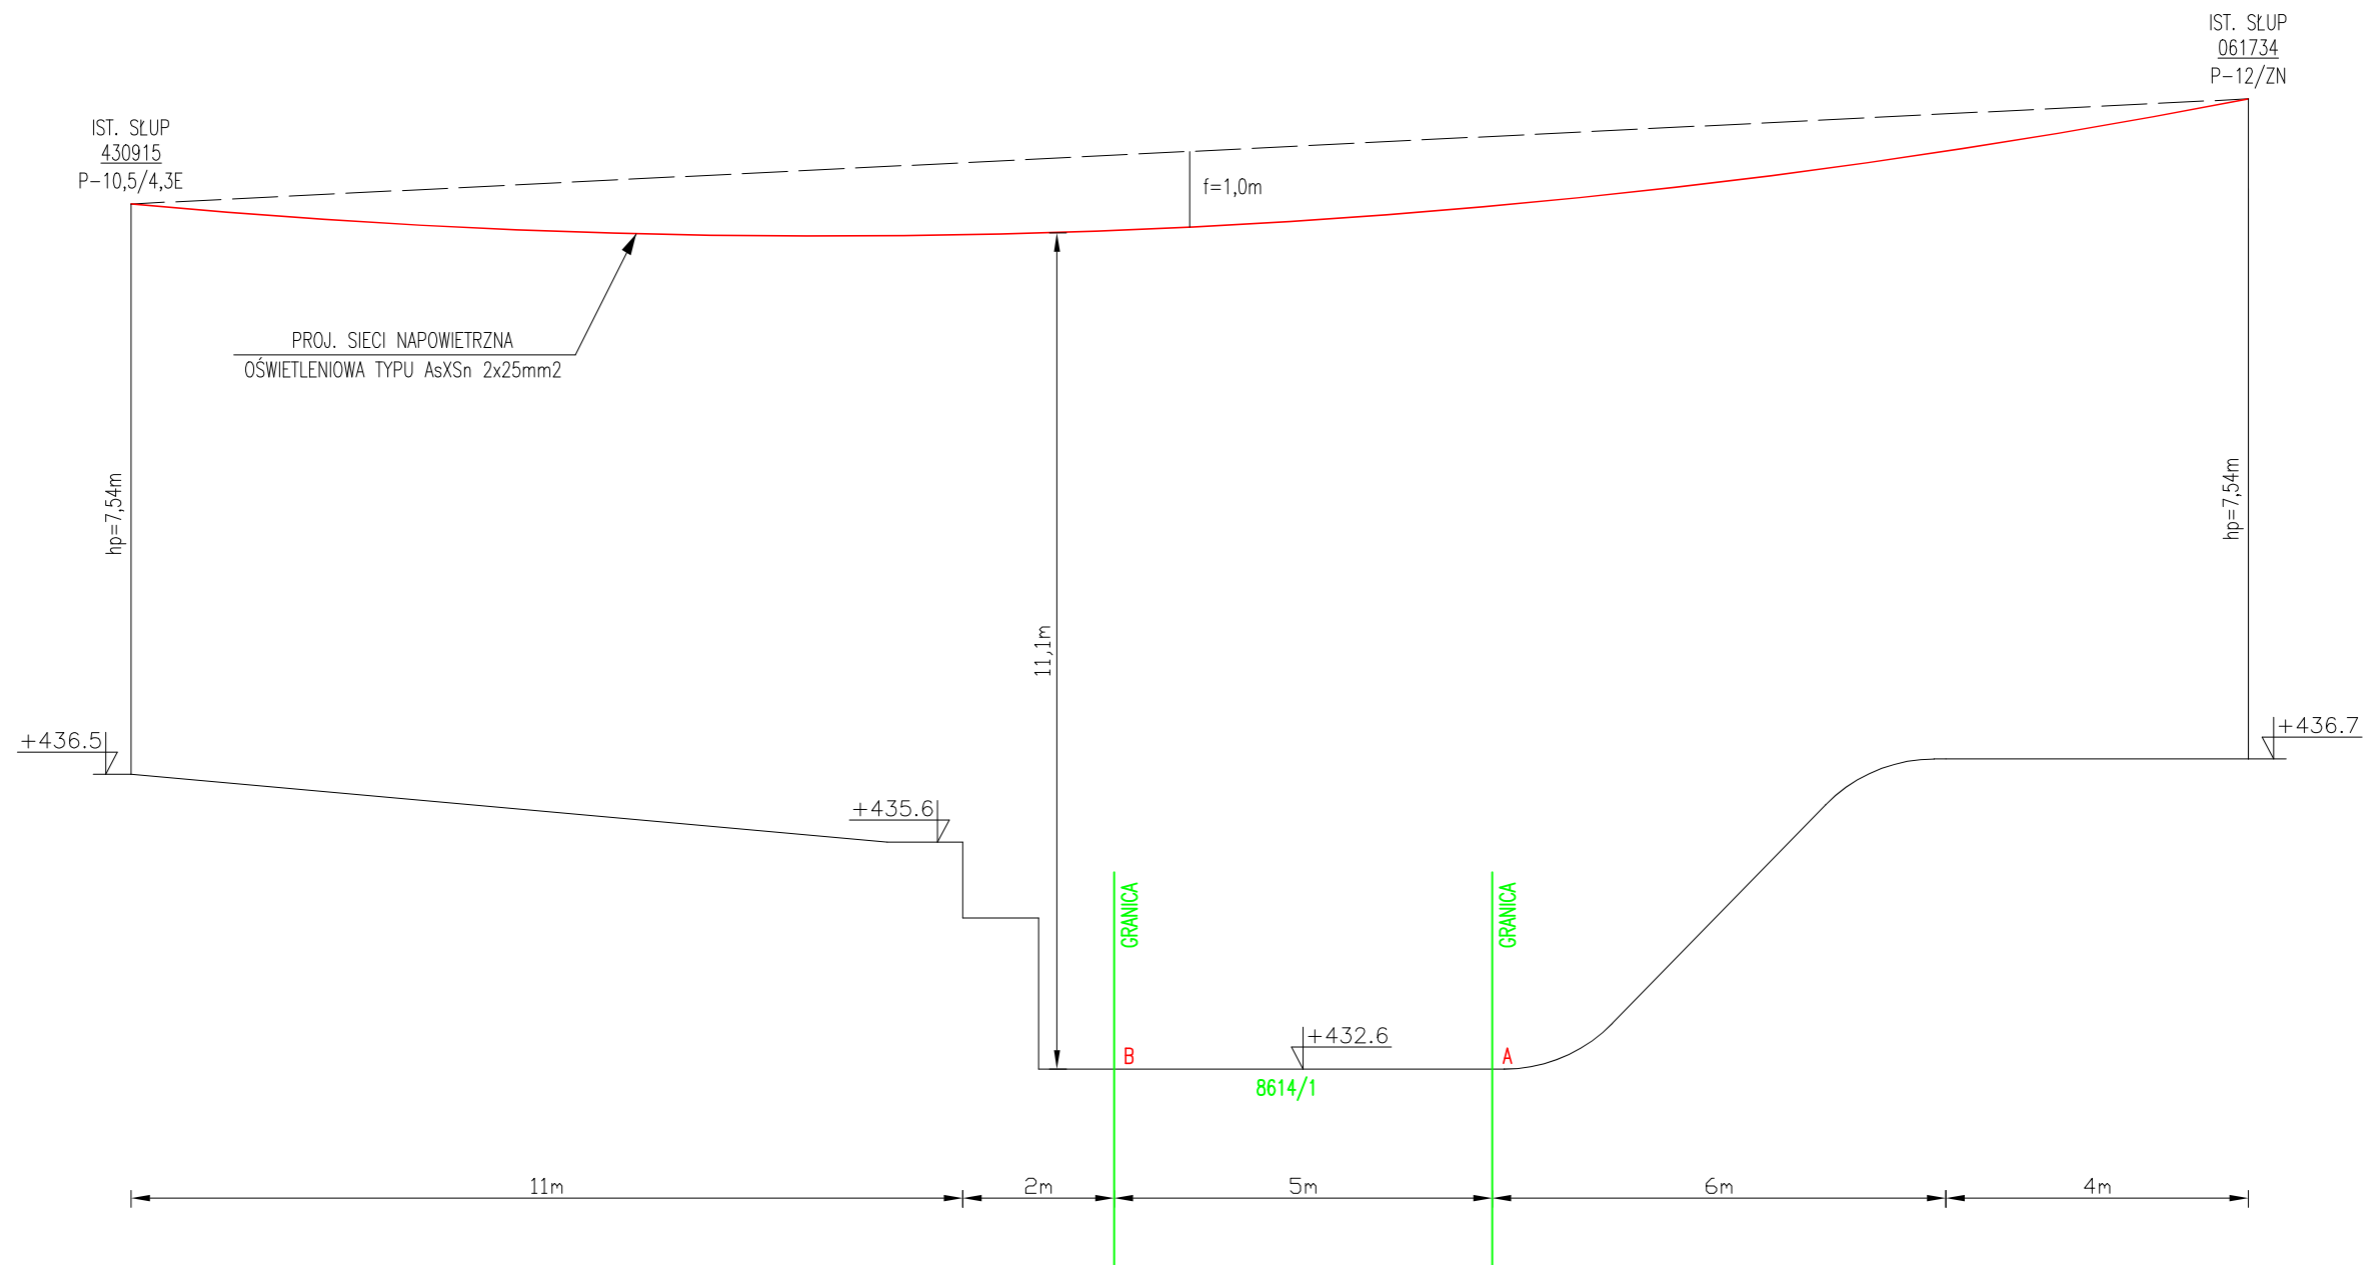 IST. SŁUP
061734
P-12/ZN
IST. SŁUP
430915
P-10,5/4,3E
f=1,0m
PROJ. SIECI NAPOWIETRZNA
OŚWIETLENIOWA TYPU AsXSn 2x25mm2
hp=7,54m
hp=7,54m
11,1m
+436.5
+436.7
+435.6
GRANICA
GRANICA
+432.6
B
A
8614/1
11m
2m
5m
6m
4m